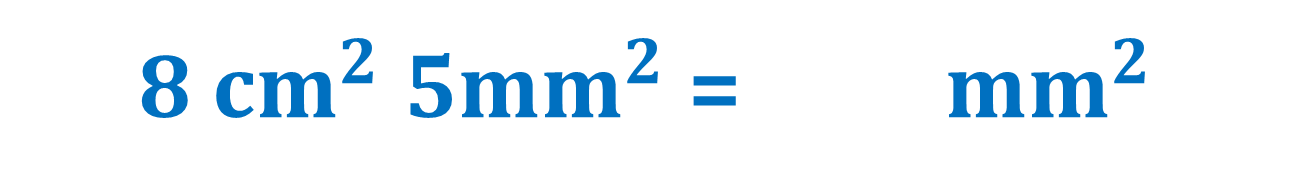 8 cm² 5mm² = mm²